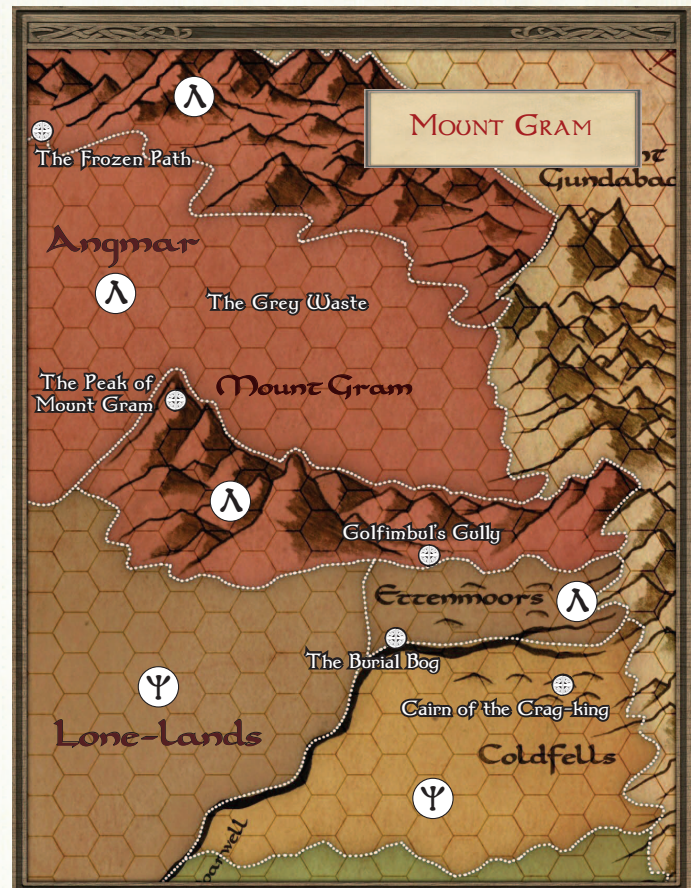 Mount Gram
Gundabad
The Frozen Path
Angmar
The Grey Waste
The Peak of
Mount Gram
Mount Gram
Golfimbul's Gully
Ettenmoors
The Burial Bog
Cairn of the Crag-king
Lone-lands
Coldfells